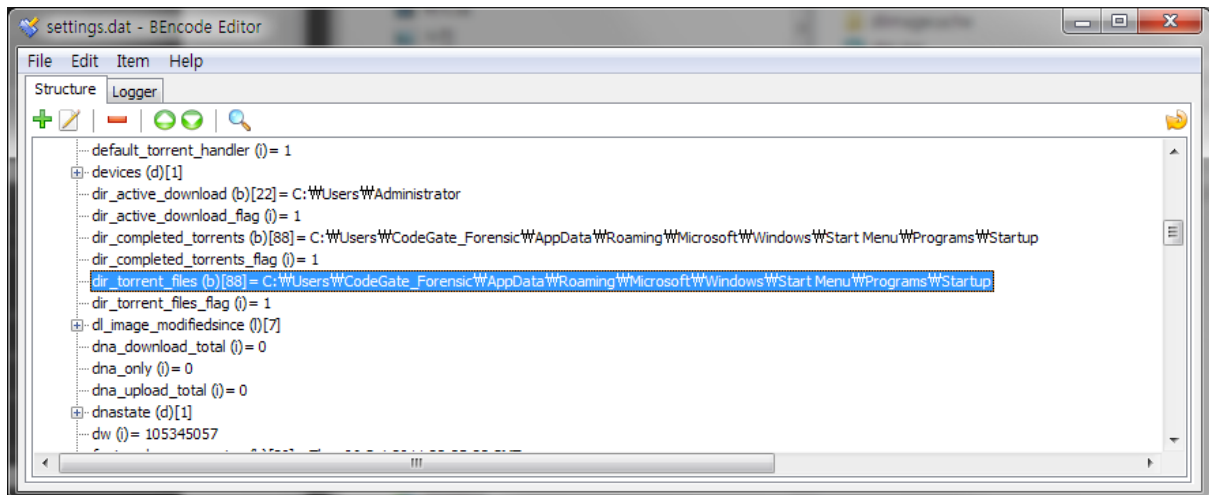 settings.dat - BEncode Editor
File Edit Item Help
Structure Logger
default_torrent_handler (i)= 1
devices (d)[1]
dir_active_download (b)[22]= C:₩Users₩Administrator
dir_active_download_flag (i)= 1
dir_completed_torrents (b)[88]= C:₩Users₩CodeGate_Forensic₩AppData₩Roaming₩Microsoft₩Windows₩Start Menu₩Programs₩Startup
dir_completed_torrents_flag (i)= 1
dir_torrent_files (b)[88]= C:₩Users₩CodeGate_Forensic₩AppData₩Roaming₩Microsoft₩Windows₩Start Menu₩Programs₩Startup
dir_torrent_files_flag (i)= 1
dl_image_modifiedsince (l)[7]
dna_download_total (i)= 0
dna_only (i)= 0
dna_upload_total (i)= 0
dnastate (d)[1]
dw (i)= 105345057